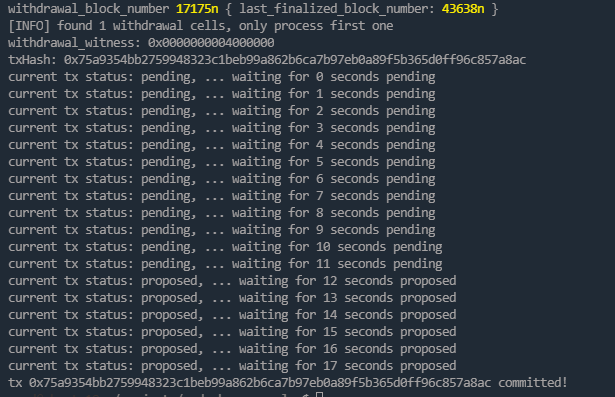 withdrawal_block_number 17175n { last_finalized_block_number: 43638n }
[INFO] found 1 withdrawal cells, only process first one
withdrawal_witness: 0x0000000004000000
txHash: 0x75a9354bb2759948323c1beb99a862b6ca7b97eb0a89f5b365d0ff96c857a8ac
current tx status: pending, ... waiting for 0 seconds pending
current tx status: pending, ... waiting for 1 seconds pending
current tx status: pending, ... waiting for 2 seconds pending
current tx status: pending, ... waiting for 3 seconds pending
current tx status: pending, ... waiting for 4 seconds pending
current tx status: pending, ... waiting for 5 seconds pending
current tx status: pending, ... waiting for 6 seconds pending
current tx status: pending, ... waiting for 7 seconds pending
current tx status: pending, ... waiting for 8 seconds pending
current tx status: pending, ... waiting for 9 seconds pending
current tx status: pending, ... waiting for 10 seconds pending
current tx status: pending, ... waiting for 11 seconds pending
current tx status: proposed, ... waiting for 12 seconds proposed
current tx status: proposed, ... waiting for 13 seconds proposed
current tx status: proposed, ... waiting for 14 seconds proposed
current tx status: proposed, ... waiting for 15 seconds proposed
current tx status: proposed, ... waiting for 16 seconds proposed
current tx status: proposed, ... waiting for 17 seconds proposed
tx 0x75a9354bb2759948323c1beb99a862b6ca7b97eb0a89f5b365d0ff96c857a8ac committed!